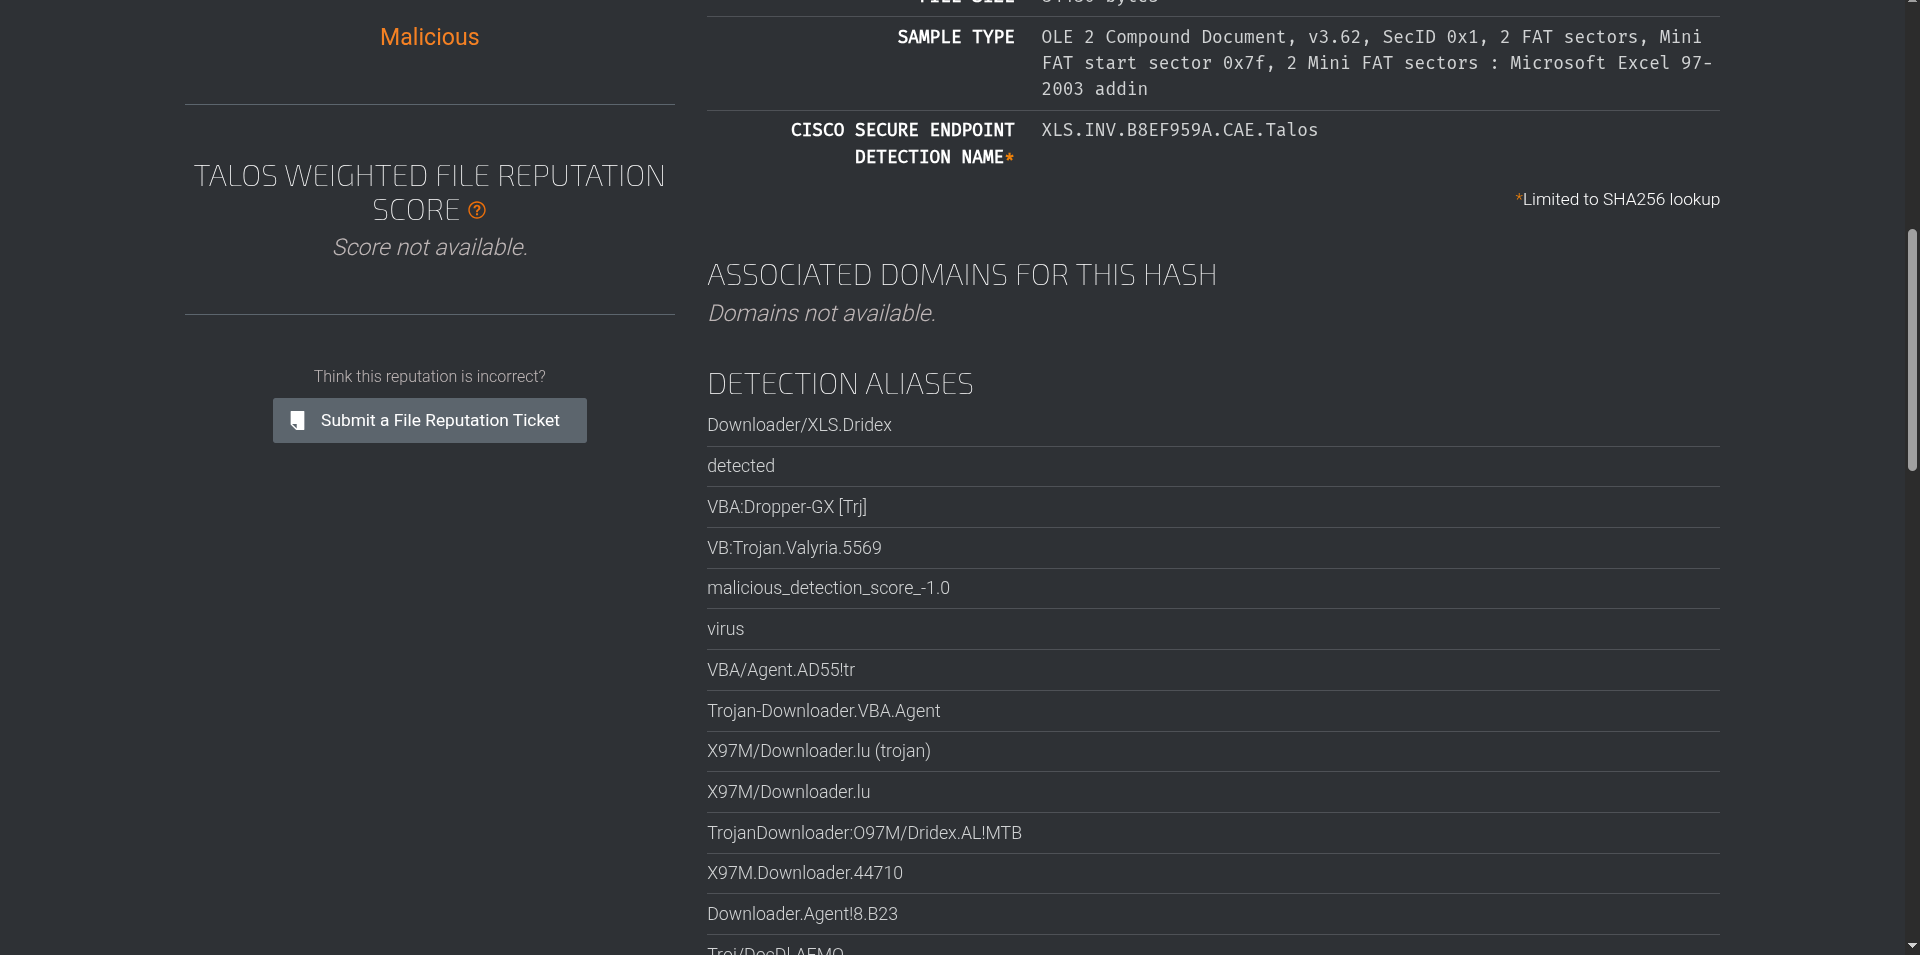 Malicious
TALOS WEIGHTED FILE REPUTATION
SCORE
Score not available.
Think this reputation is incorrect?
Submit a File Reputation Ticket
SAMPLE TYPE OLE 2 Compound Document, v3.62, SecID 0x1, 2 FAT sectors, Mini
FAT start sector 0x7f, 2 Mini FAT sectors : Microsoft Excel 97-
2003 addin
CISCO SECURE ENDPOINT XLS.INV.B8EF959A.CAE.Talos
DETECTION NAME*
*Limited to SHA256 lookup
ASSOCIATED DOMAINS FOR THIS HASH
Domains not available.
DETECTION ALIASES
Downloader/XLS.Dridex
detected
VBA:Dropper-GX [Trj]
VB:Trojan.Valyria.5569
malicious_detection_score_-1.0
virus
VBA/Agent.AD55!tr
Trojan-Downloader.VBA.Agent
X97M/Downloader.lu (trojan)
X97M/Downloader.lu
TrojanDownloader:O97M/Dridex.AL!MTB
X97M.Downloader.44710
Downloader.Agent!8.B23